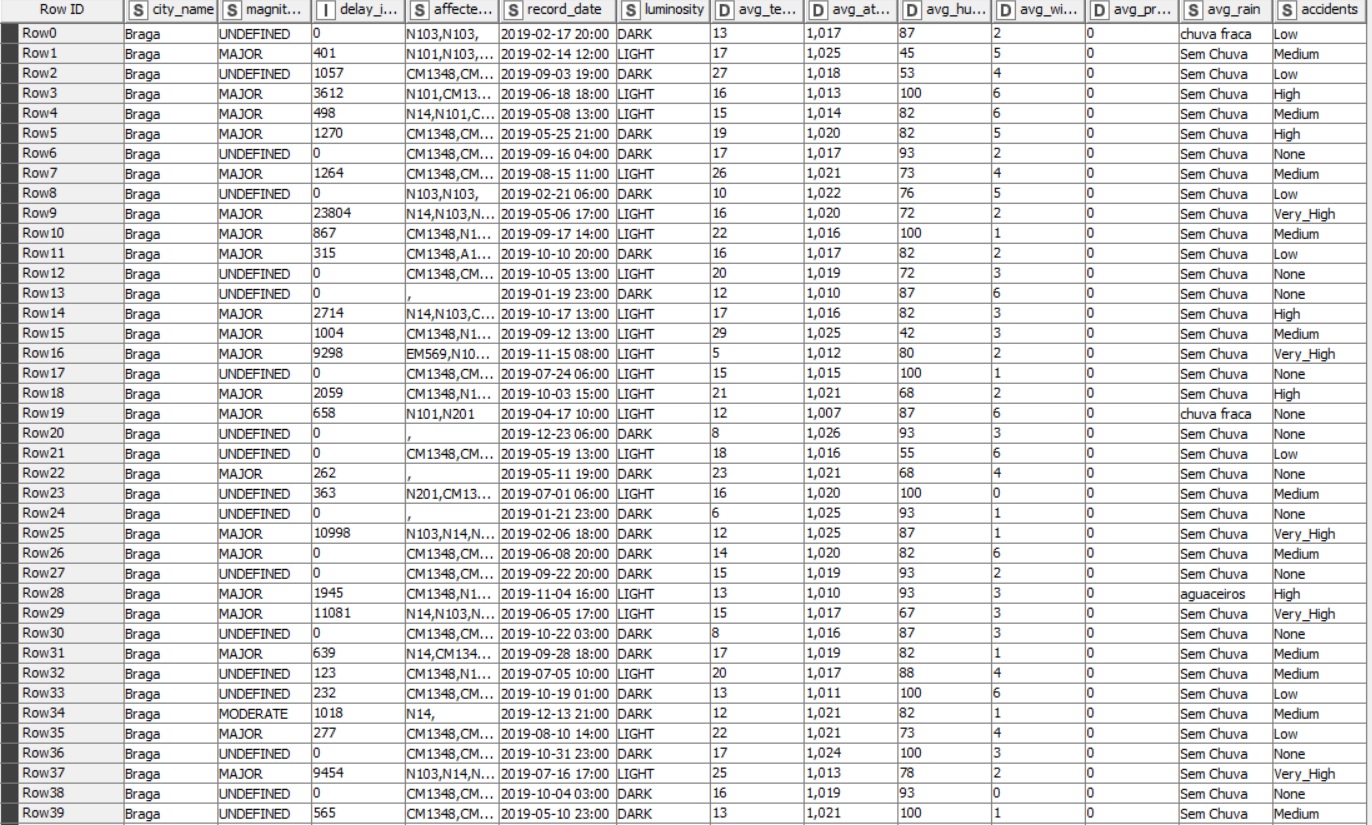 Row ID S city_name S magnit... I delay_i... S affecte... S record_date S luminosity D avg_te... D avg_at... D avg_hu... D avg_wi... D avg_pr... S avg_rain S accidents
Row0 Braga UNDEFINED 0 N103,N103, 2019-02-17 20:00 DARK 13 1,017 87 2 0 chuva fraca Low
Row1 Braga MAJOR 401 N101,N103,... 2019-02-14 12:00 LIGHT 17 1,025 45 5 0 Sem Chuva Medium
Row2 Braga UNDEFINED 1057 CM1348,CM... 2019-09-03 19:00 DARK 27 1,018 53 4 0 Sem Chuva Low
Row3 Braga MAJOR 3612 N101,CM13... 2019-06-18 18:00 LIGHT 16 1,013 100 6 0 Sem Chuva High
Row4 Braga MAJOR 498 N14,N101,C... 2019-05-08 13:00 LIGHT 15 1,014 82 6 0 Sem Chuva Medium
Row5 Braga MAJOR 1270 CM1348,CM... 2019-05-25 21:00 DARK 19 1,020 82 5 0 Sem Chuva High
Row6 Braga UNDEFINED 0 CM1348,CM... 2019-09-16 04:00 DARK 17 1,017 93 2 0 Sem Chuva None
Row7 Braga MAJOR 1264 CM1348,CM... 2019-08-15 11:00 LIGHT 26 1,021 73 4 0 Sem Chuva Medium
Row8 Braga UNDEFINED 0 N103,N103, 2019-02-21 06:00 DARK 10 1,022 76 5 0 Sem Chuva Low
Row9 Braga MAJOR 23804 N14,N103,N... 2019-05-06 17:00 LIGHT 16 1,020 72 2 0 Sem Chuva Very_High
Row10 Braga MAJOR 867 CM1348,N1... 2019-09-17 14:00 LIGHT 22 1,016 100 1 0 Sem Chuva Medium
Row11 Braga MAJOR 315 CM1348,A1... 2019-10-10 20:00 DARK 16 1,017 82 2 0 Sem Chuva Low
Row12 Braga UNDEFINED 0 CM1348,CM... 2019-10-05 13:00 LIGHT 20 1,019 72 3 0 Sem Chuva None
Row13 Braga UNDEFINED 0 , 2019-01-19 23:00 DARK 12 1,010 87 6 0 Sem Chuva None
Row14 Braga MAJOR 2714 N14,N103,C... 2019-10-17 13:00 LIGHT 17 1,016 82 3 0 Sem Chuva High
Row15 Braga MAJOR 1004 CM1348,N1... 2019-09-12 13:00 LIGHT 29 1,025 42 3 0 Sem Chuva Medium
Row16 Braga MAJOR 9298 EM569,N10... 2019-11-15 08:00 LIGHT 5 1,012 80 2 0 Sem Chuva Very_High
Row17 Braga UNDEFINED 0 CM1348,CM... 2019-07-24 06:00 LIGHT 15 1,015 100 1 0 Sem Chuva None
Row18 Braga MAJOR 2059 CM1348,N1... 2019-10-03 15:00 LIGHT 21 1,021 68 2 0 Sem Chuva High
Row19 Braga MAJOR 658 N101,N201 2019-04-17 10:00 LIGHT 12 1,007 87 6 0 chuva fraca None
Row20 Braga UNDEFINED 0 , 2019-12-23 06:00 DARK 8 1,026 93 3 0 Sem Chuva None
Row21 Braga UNDEFINED 0 CM1348,CM... 2019-05-19 13:00 LIGHT 18 1,016 55 6 0 Sem Chuva Low
Row22 Braga MAJOR 262 , 2019-05-11 19:00 DARK 23 1,021 68 4 0 Sem Chuva None
Row23 Braga UNDEFINED 363 N201,CM13... 2019-07-01 06:00 LIGHT 16 1,020 100 0 0 Sem Chuva Medium
Row24 Braga UNDEFINED 0 , 2019-01-21 23:00 DARK 6 1,025 93 1 0 Sem Chuva None
Row25 Braga MAJOR 10998 N103,N14,N... 2019-02-06 18:00 DARK 12 1,025 87 1 0 Sem Chuva Very_High
Row26 Braga MAJOR 0 CM1348,CM... 2019-06-08 20:00 DARK 14 1,020 82 6 0 Sem Chuva Medium
Row27 Braga UNDEFINED 0 CM1348,CM... 2019-09-22 20:00 DARK 15 1,019 93 2 0 Sem Chuva None
Row28 Braga MAJOR 1945 CM1348,N1... 2019-11-04 16:00 LIGHT 13 1,010 93 3 0 aguaceiros High
Row29 Braga MAJOR 11081 N14,N103,N... 2019-06-05 17:00 LIGHT 15 1,017 67 3 0 Sem Chuva Very_High
Row30 Braga UNDEFINED 0 CM1348,CM... 2019-10-22 03:00 DARK 8 1,016 87 3 0 Sem Chuva None
Row31 Braga MAJOR 639 N14,CM134... 2019-09-28 18:00 DARK 17 1,019 82 1 0 Sem Chuva Medium
Row32 Braga UNDEFINED 123 CM1348,N1... 2019-07-05 10:00 LIGHT 20 1,017 88 4 0 Sem Chuva Medium
Row33 Braga UNDEFINED 232 CM1348,CM... 2019-10-19 01:00 DARK 13 1,011 100 6 0 Sem Chuva Low
Row34 Braga MODERATE 1018 N14, 2019-12-13 21:00 DARK 12 1,021 82 1 0 Sem Chuva Medium
Row35 Braga MAJOR 277 CM1348,CM... 2019-08-10 14:00 LIGHT 22 1,021 73 4 0 Sem Chuva Low
Row36 Braga UNDEFINED 0 CM1348,CM... 2019-10-31 23:00 DARK 17 1,024 100 3 0 Sem Chuva None
Row37 Braga MAJOR 9454 N103,N14,N... 2019-07-16 17:00 LIGHT 25 1,013 78 2 0 Sem Chuva Very_High
Row38 Braga UNDEFINED 0 CM1348,CM... 2019-10-04 03:00 DARK 16 1,019 93 0 0 Sem Chuva None
Row39 Braga UNDEFINED 565 CM1348,CM... 2019-05-10 23:00 DARK 13 1,021 100 1 0 Sem Chuva Medium